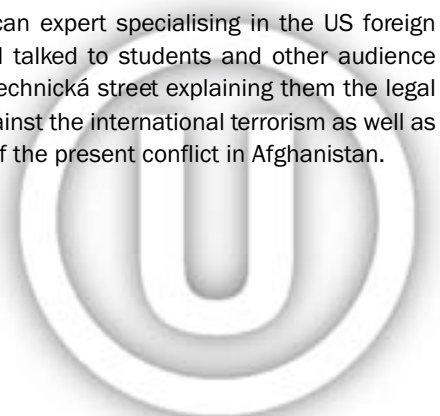 can expert specialising in the US foreign
talked to students and other audience
echnická street explaining them the legal
ainst the international terrorism as well as
f the present conflict in Afghanistan.
U